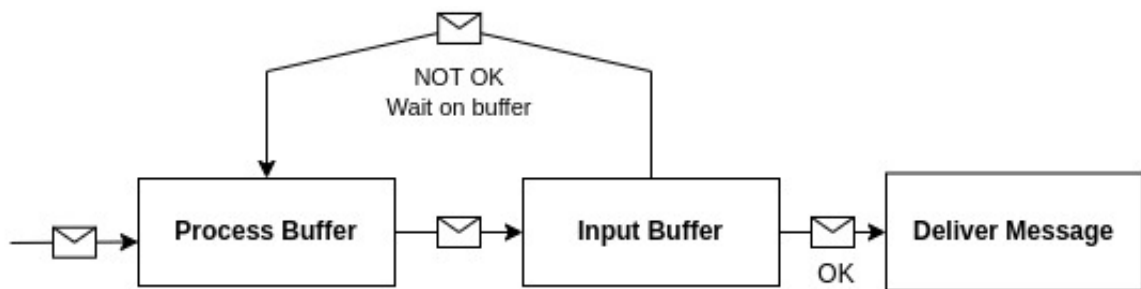 NOT OK
Wait on buffer
Process Buffer
Input Buffer
Deliver Message
OK